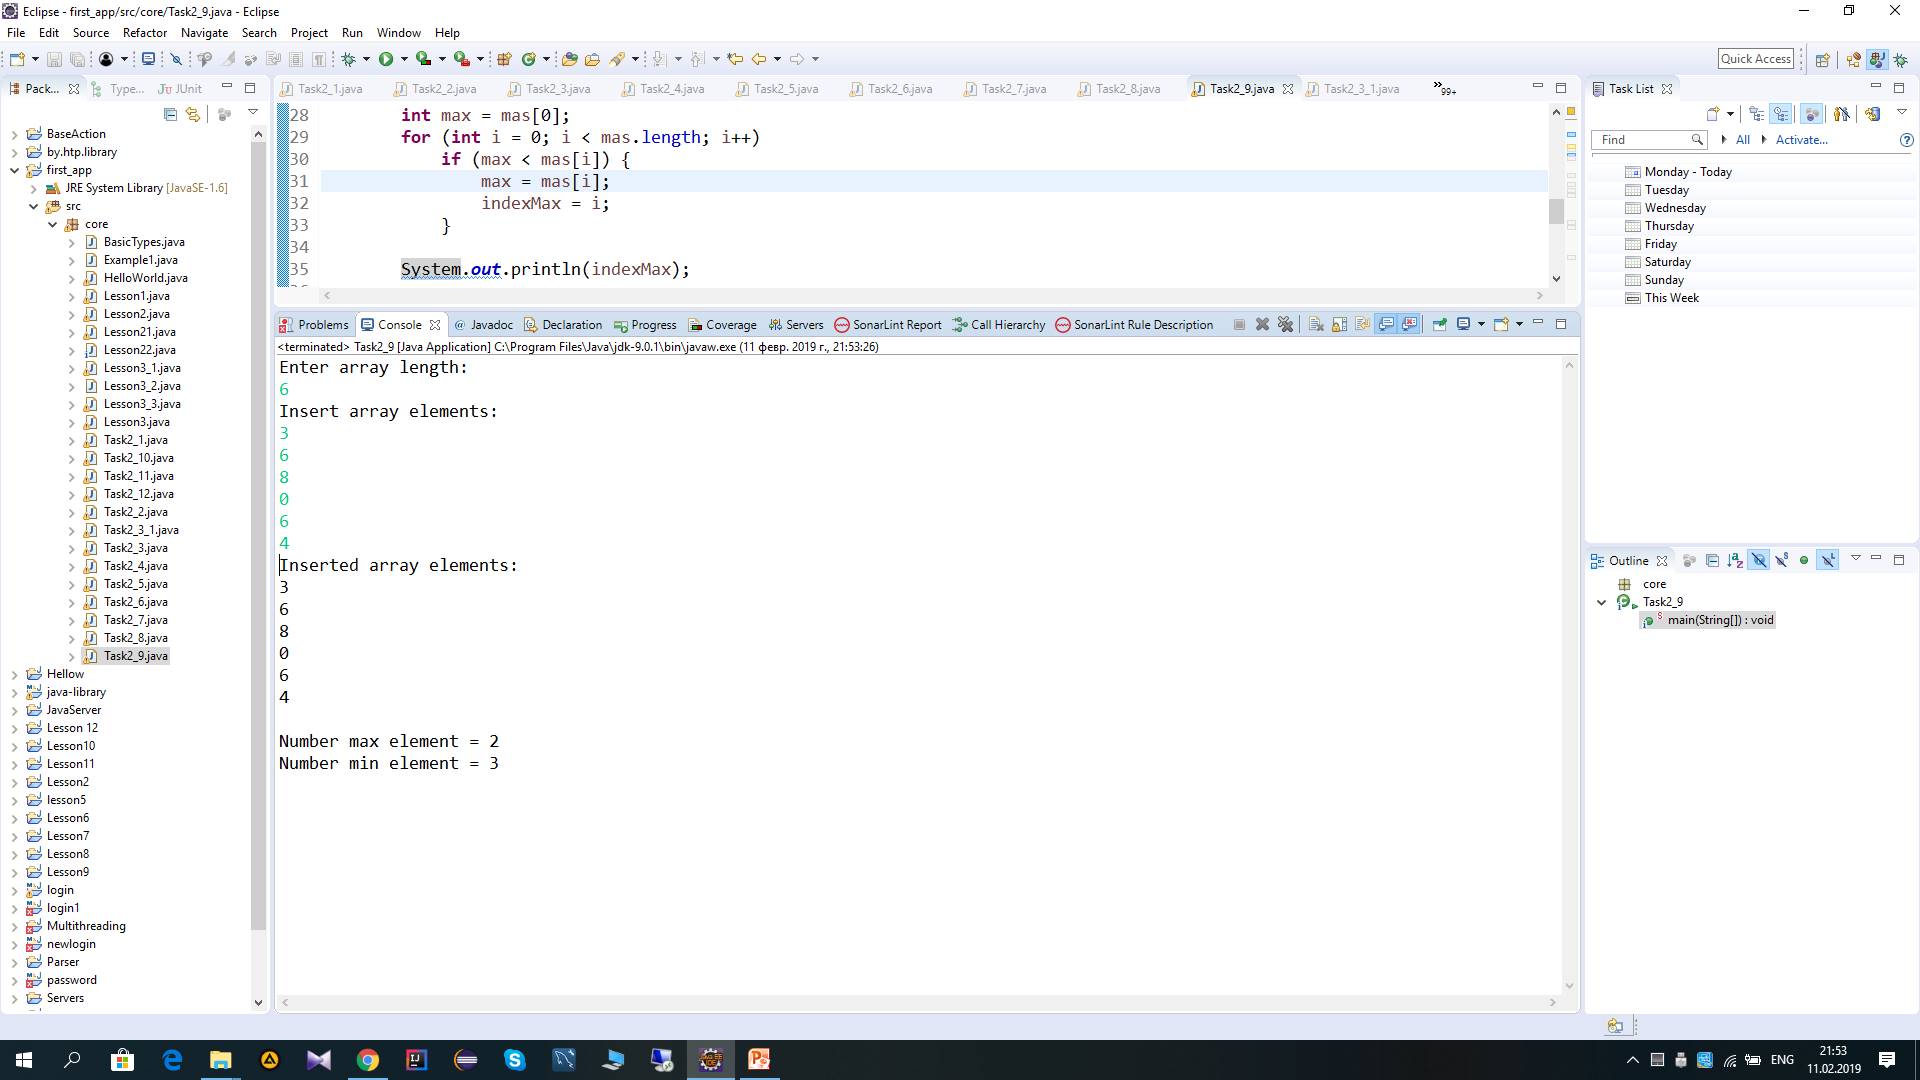 Eclipse - first_app/src/core/Task2_9.java - Eclipse
File Edit Source Refactor Navigate Search Project Run Window Help
Quick Access
Pack... Type... JUnit
BaseAction
by.htp.library
first_app
JRE System Library [JavaSE-1.6]
src
core
BasicTypes.java
Example1.java
HelloWorld.java
Lesson1.java
Lesson2.java
Lesson21.java
Lesson22.java
Lesson3_1.java
Lesson3_2.java
Lesson3_3.java
Lesson3.java
Task2_1.java
Task2_10.java
Task2_11.java
Task2_12.java
Task2_2.java
Task2_3_1.java
Task2_3.java
Task2_4.java
Task2_5.java
Task2_6.java
Task2_7.java
Task2_8.java
Task2_9.java
Hellow
java-library
JavaServer
Lesson 12
Lesson10
Lesson11
Lesson2
lesson5
Lesson6
Lesson7
Lesson8
Lesson9
login
login1
Multithreading
newlogin
Parser
password
Servers
Task2_1.java Task2_2.java Task2_3.java Task2_4.java Task2_5.java Task2_6.java Task2_7.java Task2_8.java Task2_9.java Task2_3_1.java »99+
28 int max = mas[0];
29 for (int i = 0; i < mas.length; i++)
30 if (max < mas[i]) {
31 max = mas[i];
32 indexMax = i;
33 }
34
35 System.out.println(indexMax);
Problems Console @ Javadoc Declaration Progress Coverage Servers SonarLint Report Call Hierarchy SonarLint Rule Description
<terminated> Task2_9 [Java Application] C:\Program Files\Java\jdk-9.0.1\bin\javaw.exe (11 февр. 2019 г., 21:53:26)
Enter array length:
6
Insert array elements:
3
6
8
0
6
4
Inserted array elements:
3
6
8
0
6
4
Number max element = 2
Number min element = 3
Task List
Find All Activate...
Monday - Today
Tuesday
Wednesday
Thursday
Friday
Saturday
Sunday
This Week
Outline
core
Task2_9
main(String[]) : void
ENG
21:53
11.02.2019